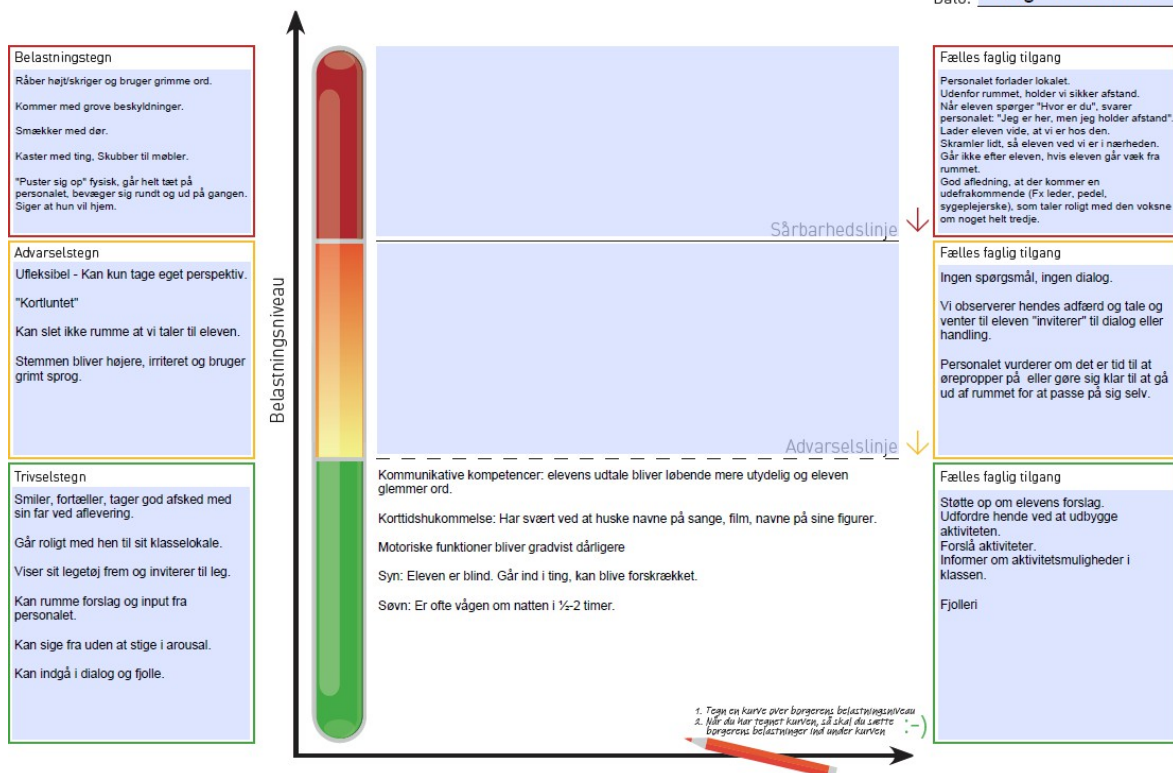 Dato:
Belastningstegn
Råber højt/skriger og bruger grimme ord.
Kommer med grove beskyldninger.
Smækker med dør.
Kaster med ting, Skubber til møbler.
"Puster sig op" fysisk, går helt tæt på
personalet, bevæger sig rundt og ud på gangen.
Siger at hun vil hjem.
Advarselstegn
Ufleksibel - Kan kun tage eget perspektiv.
"Kortluntet"
Kan slet ikke rumme at vi taler til eleven.
Stemmen bliver højere, irriteret og bruger
grimt sprog.
Trivselstegn
Smiler, fortæller, tager god afsked med
sin far ved aflevering.
Går roligt med hen til sit klasselokale.
Viser sit legetøj frem og inviterer til leg.
Kan rumme forslag og input fra
personalet.
Kan sige fra uden at stige i arousal.
Kan indgå i dialog og fjolle.
Belastningsniveau
Sårbarhedslinje
Advarselslinje
Kommunikative kompetencer: elevens udtale bliver løbende mere utydelig og eleven
glemmer ord.
Korttidshukommelse: Har svært ved at huske navne på sange, film, navne på sine figurer.
Motoriske funktioner bliver gradvist dårligere
Syn: Eleven er blind. Går ind i ting, kan blive forskrækket.
Søvn: Er ofte vågen om natten i ½-2 timer.
1. Tegn en kurve over borgerens belastningsniveau
2. Når du har tegnet kurven, så skal du sætte
borgerens belastninger ind under kurven
:-)
Fælles faglig tilgang
Personalet forlader lokalet.
Udenfor rummet, holder vi sikker afstand.
Når eleven spørger "Hvor er du", svarer
personalet: "Jeg er her, men jeg holder afstand".
Lader eleven vide, at vi er hos den.
Skramler lidt, så eleven ved vi er i nærheden.
Går ikke efter eleven, hvis eleven går væk fra
rummet.
God afledning, at der kommer en
udefrakommende (Fx leder, pedel,
sygeplejerske), som taler roligt med den voksne
om noget helt tredje.
Fælles faglig tilgang
Ingen spørgsmål, ingen dialog.
Vi observerer hendes adfærd og tale og
venter til eleven "inviterer" til dialog eller
handling.
Personalet vurderer om det er tid til at
ørepropper på eller gøre sig klar til at gå
ud af rummet for at passe på sig selv.
Fælles faglig tilgang
Støtte op om elevens forslag.
Udfordre hende ved at udbygge
aktiviteten.
Forslå aktiviteter.
Informer om aktivitetsmuligheder i
klassen.
Fjolleri